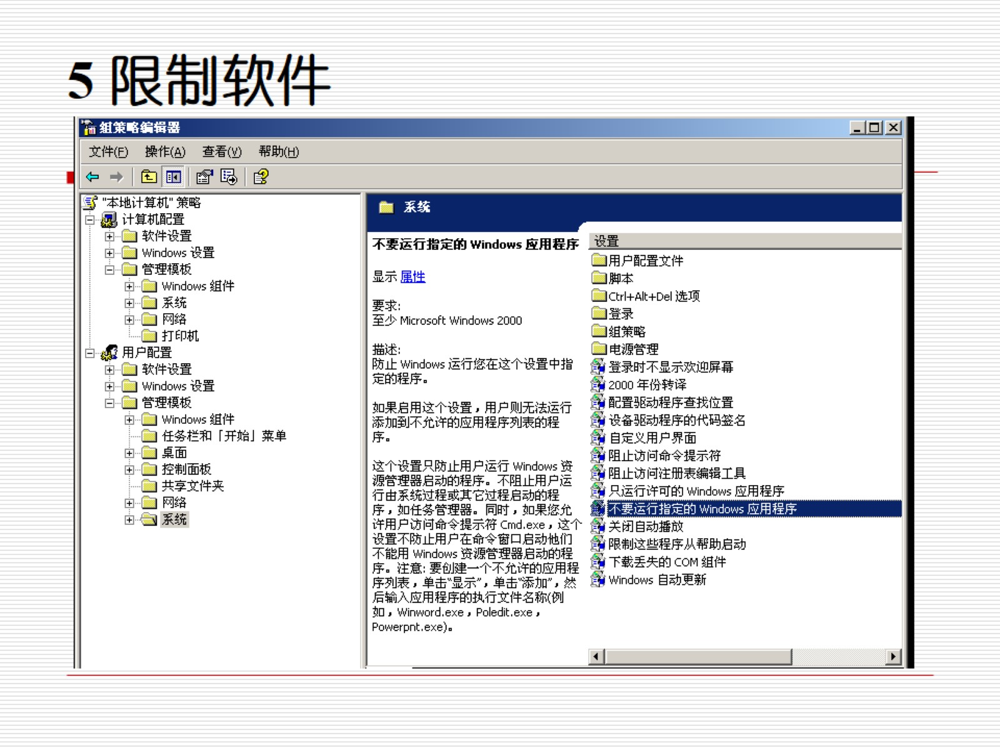 5 限制软件
组策略编辑器
文件(F) 操作(A) 查看(V) 帮助(H)
"本地计算机" 策略
计算机配置
软件设置
Windows 设置
管理模板
Windows 组件
系统
网络
打印机
用户配置
软件设置
Windows 设置
管理模板
Windows 组件
任务栏和「开始」菜单
桌面
控制面板
共享文件夹
网络
系统
系统
不要运行指定的 Windows 应用程序
显示 属性
要求:
至少 Microsoft Windows 2000
描述:
防止 Windows 运行您在这个设置中指
定的程序。
如果启用这个设置，用户则无法运行
添加到不允许的应用程序列表的程
序。
这个设置只防止用户运行 Windows 资
源管理器启动的程序。不阻止用户运
行由系统过程或其它过程启动的程
序，如任务管理器。同时，如果您允
许用户访问命令提示符 Cmd.exe，这个
设置不防止用户在命令窗口启动他们
不能用 Windows 资源管理器启动的程
序。注意: 要创建一个不允许的应用程
序列表，单击“显示”，单击“添加”，然
后输入应用程序的执行文件名称(例
如，Winword.exe，Poledit.exe，
Powerpnt.exe)。
设置
用户配置文件
脚本
Ctrl+Alt+Del 选项
登录
组策略
电源管理
登录时不显示欢迎屏幕
2000 年份转译
配置驱动程序查找位置
设备驱动程序的代码签名
自定义用户界面
阻止访问命令提示符
阻止访问注册表编辑工具
只运行许可的 Windows 应用程序
不要运行指定的 Windows 应用程序
关闭自动播放
限制这些程序从帮助启动
下载丢失的 COM 组件
Windows 自动更新